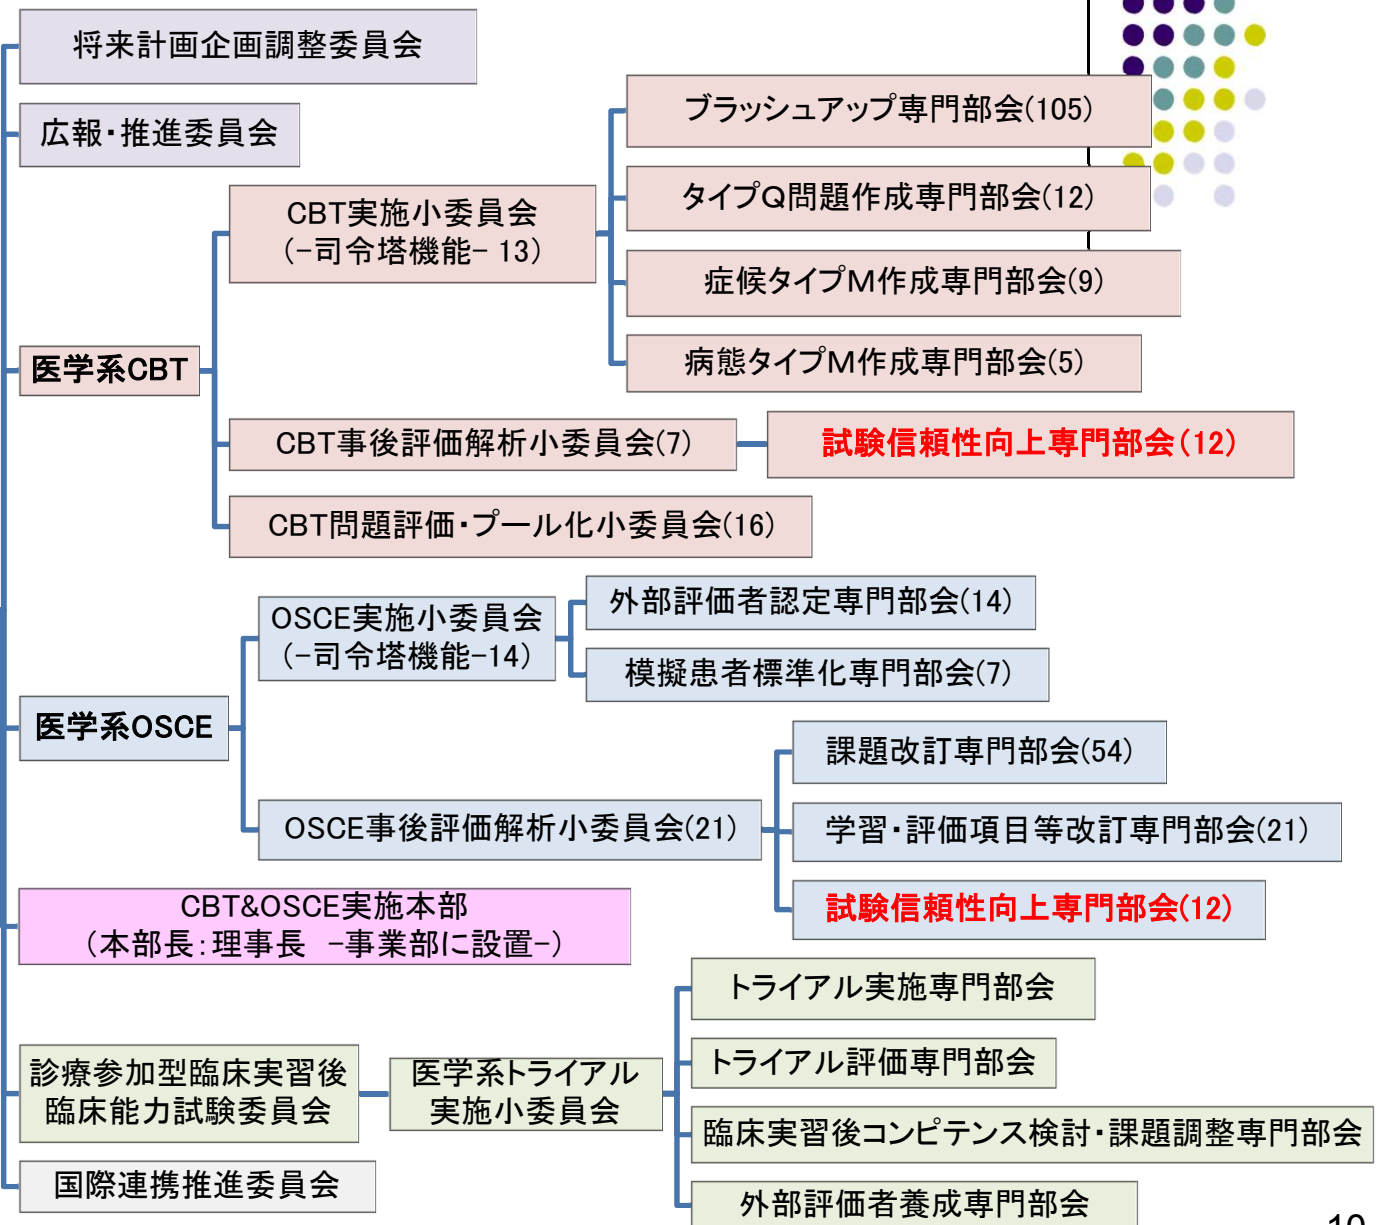 将来計画企画調整委員会
広報・推進委員会
医学系CBT
CBT実施小委員会
(-司令塔機能- 13)
ブラッシュアップ専門部会(105)
タイプQ問題作成専門部会(12)
症候タイプM作成専門部会(9)
病態タイプM作成専門部会(5)
CBT事後評価解析小委員会(7)
試験信頼性向上専門部会(12)
CBT問題評価・プール化小委員会(16)
医学系OSCE
OSCE実施小委員会
(-司令塔機能-14)
外部評価者認定専門部会(14)
模擬患者標準化専門部会(7)
OSCE事後評価解析小委員会(21)
課題改訂専門部会(54)
学習・評価項目等改訂専門部会(21)
試験信頼性向上専門部会(12)
CBT&OSCE実施本部
(本部長:理事長 -事業部に設置-)
診療参加型臨床実習後
臨床能力試験委員会
医学系トライアル
実施小委員会
トライアル実施専門部会
トライアル評価専門部会
臨床実習後コンピテンス検討・課題調整専門部会
外部評価者養成専門部会
国際連携推進委員会